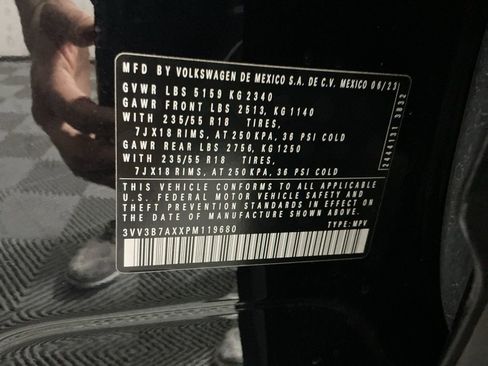 MFD BY VOLKSWAGEN DE MEXICO S.A. DE C.V. MEXICO 06/23
GVWR LBS 5159 KG 2340
GAWR FRONT LBS 2513, KG 1140
WITH 235/55 R18 TIRES,
7JX18 RIMS, AT 250 KPA, 36 PSI COLD
GAWR REAR LBS 2756, KG 1250
WITH 235/55 R18 TIRES,
7JX18 RIMS, AT 250 KPA, 36 PSI COLD
THIS VEHICLE CONFORMS TO ALL APPLICABLE
U.S. FEDERAL MOTOR VEHICLE SAFETY AND
THEFT PREVENTION STANDARDS IN EFFECT ON THE
DATE OF MANUFACTURE SHOWN ABOVE.
3VV3B7AXXPM119680 TYPE: MPV
2444131 3832